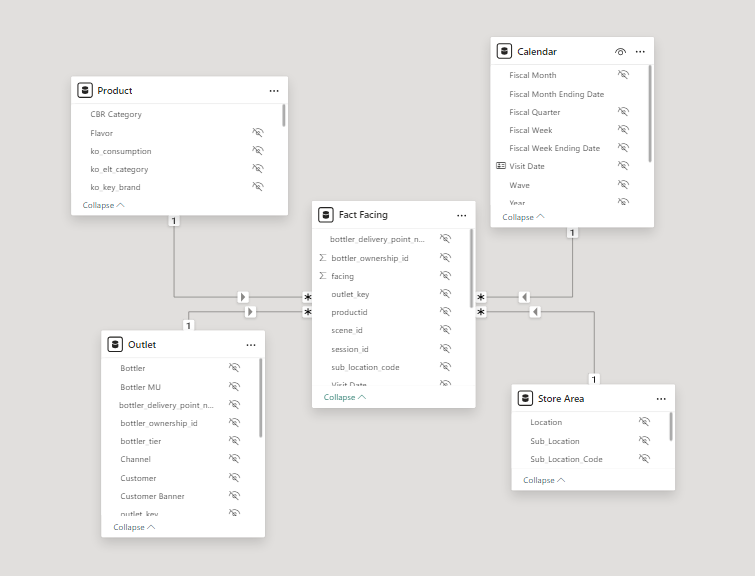 Product
CBR Category
Flavor
ko_consumption
ko_elt_category
ko_key_brand
Collapse
1
Calendar
Fiscal Month
Fiscal Month Ending Date
Fiscal Quarter
Fiscal Week
Fiscal Week Ending Date
Visit Date
Wave
Year
Collapse
1
Fact Facing
bottler_delivery_point_n...
Σ bottler_ownership_id
Σ facing
outlet_key
productid
scene_id
session_id
sub_location_code
Visit Date
Collapse
*
*
*
*
1
Outlet
Bottler
Bottler MU
bottler_delivery_point_n...
bottler_ownership_id
bottler_tier
Channel
Customer
Customer Banner
outlet_key
Collapse
1
Store Area
Location
Sub_Location
Sub_Location_Code
Collapse